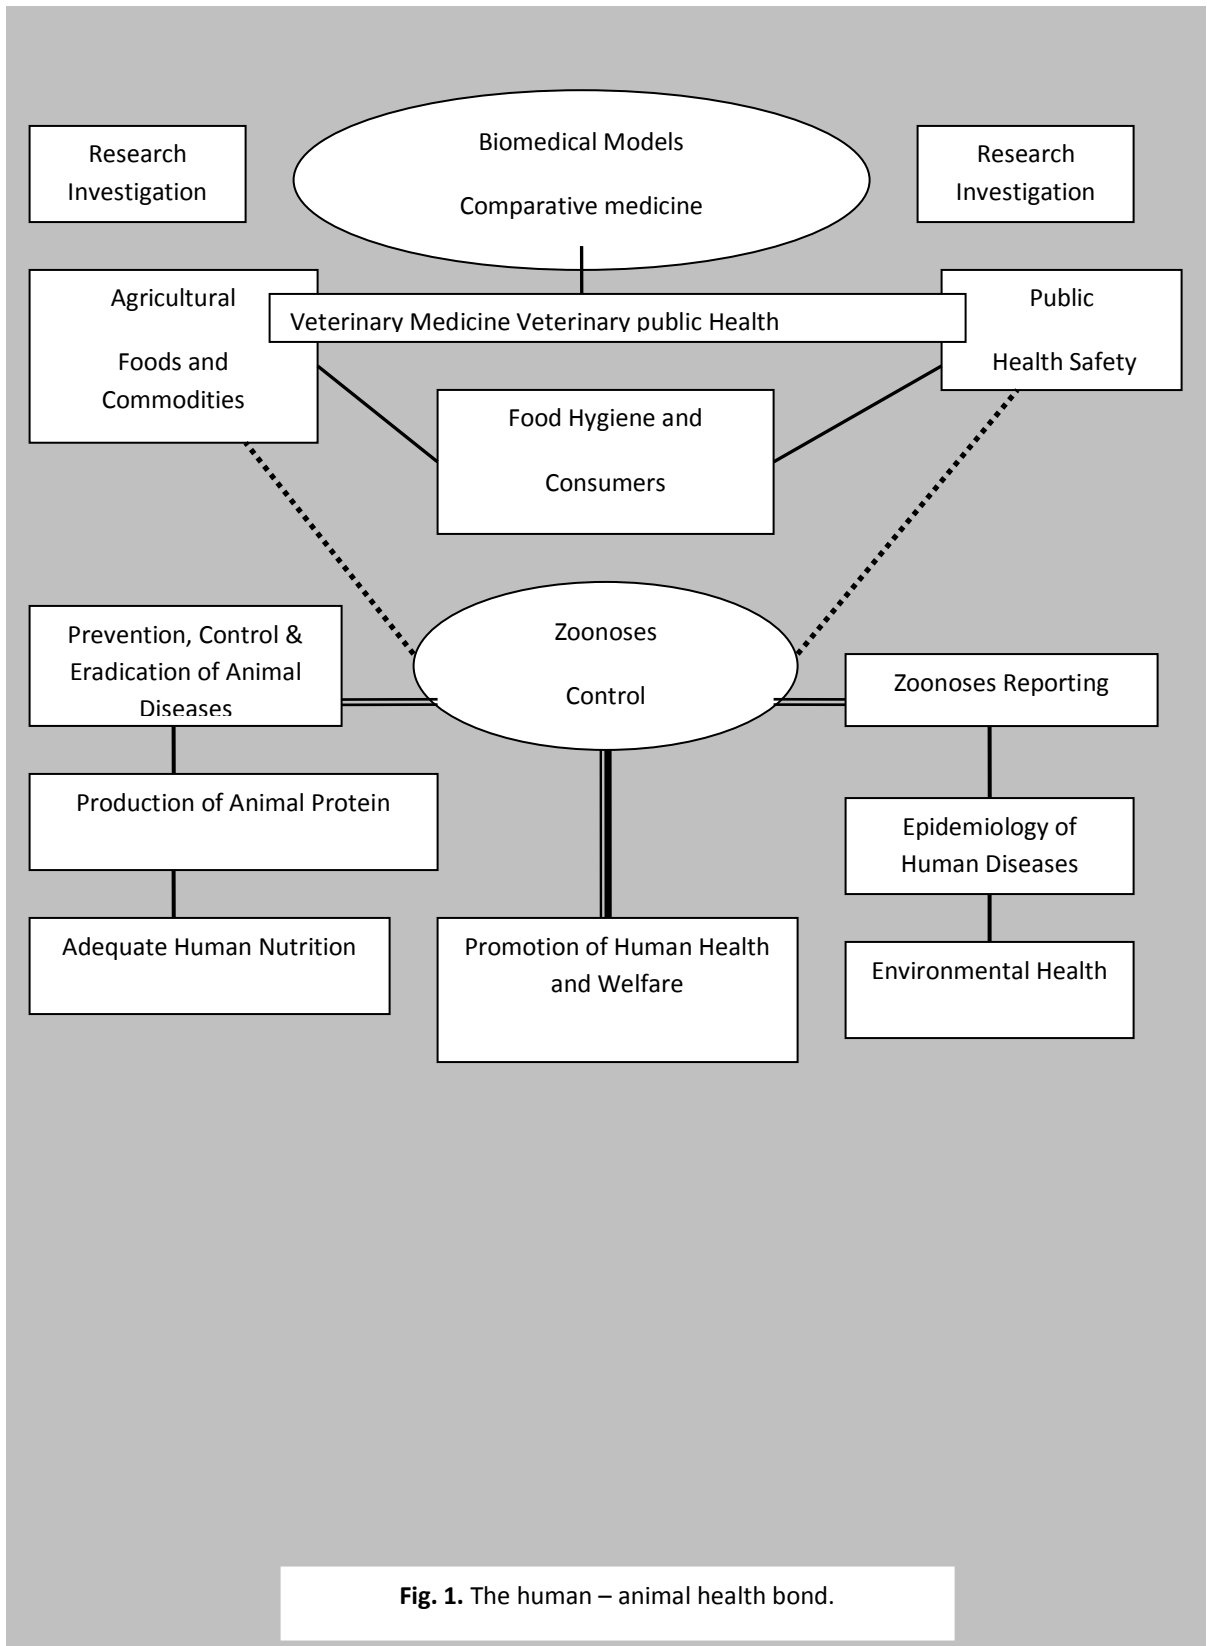 Research
Investigation
Biomedical Models
Comparative medicine
Research
Investigation
Agricultural
Foods and
Commodities
Veterinary Medicine Veterinary public Health
Public
Health Safety
Food Hygiene and
Consumers
Prevention, Control &
Eradication of Animal
Diseases
Zoonoses
Control
Zoonoses Reporting
Production of Animal Protein
Epidemiology of
Human Diseases
Adequate Human Nutrition
Promotion of Human Health
and Welfare
Environmental Health
Fig. 1. The human – animal health bond.